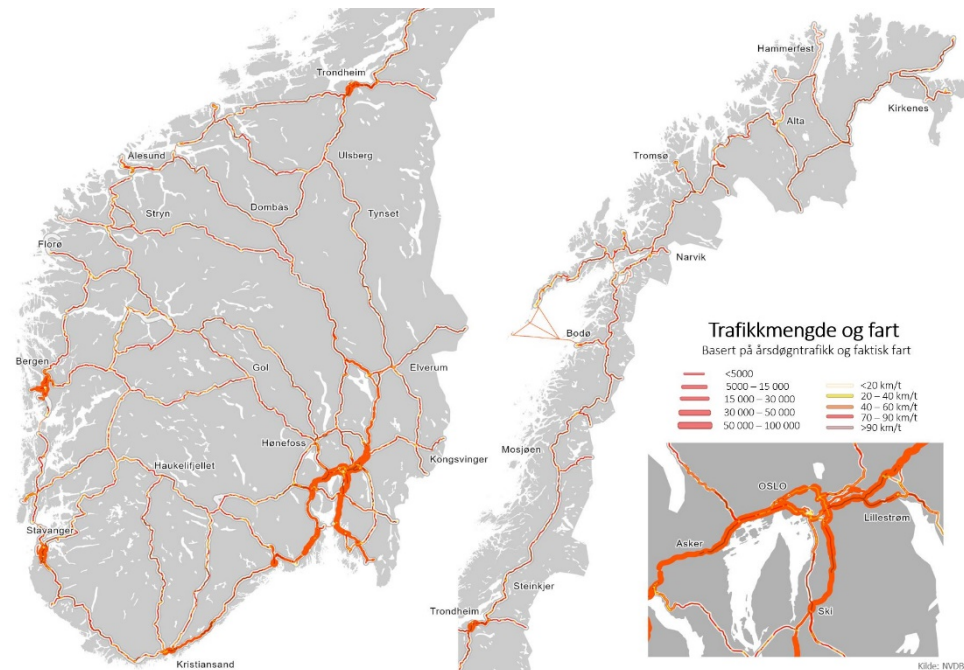 Trondheim
Ålesund
Ulsberg
Stryn
Dombås
Tynset
Florø
Bergen
Gol
Elverum
Hønefoss
Kongsvinger
Haukelifjellet
Stavanger
Kristiansand
Hammerfest
Kirkenes
Alta
Tromsø
Narvik
Bodø
Mosjøen
Steinkjer
Trondheim
Trafikkmengde og fart
Basert på årsdøgntrafikk og faktisk fart
<5000
5000 – 15 000
15 000 – 30 000
30 000 – 50 000
50 000 – 100 000
<20 km/t
20 – 40 km/t
40 – 60 km/t
70 – 90 km/t
>90 km/t
OSLO
Lillestrøm
Asker
Ski
Kilde: NVDB